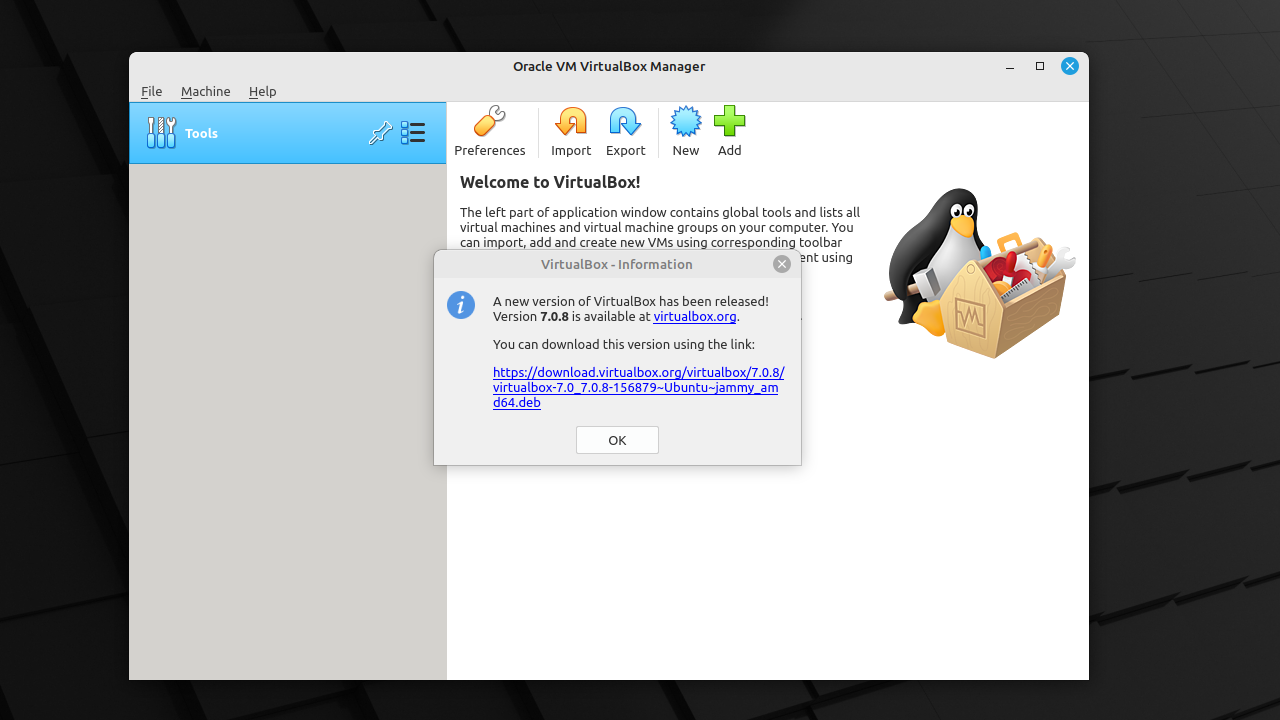 Oracle VM VirtualBox Manager
File Machine Help
Tools
Preferences Import Export New Add
Welcome to VirtualBox!
The left part of application window contains global tools and lists all
virtual machines and virtual machine groups on your computer. You
can import, add and create new VMs using corresponding toolbar
ent using
VirtualBox - Information
A new version of VirtualBox has been released!
Version 7.0.8 is available at virtualbox.org.
You can download this version using the link:
https://download.virtualbox.org/virtualbox/7.0.8/
virtualbox-7.0_7.0.8-156879~Ubuntu~jammy_am
d64.deb
OK